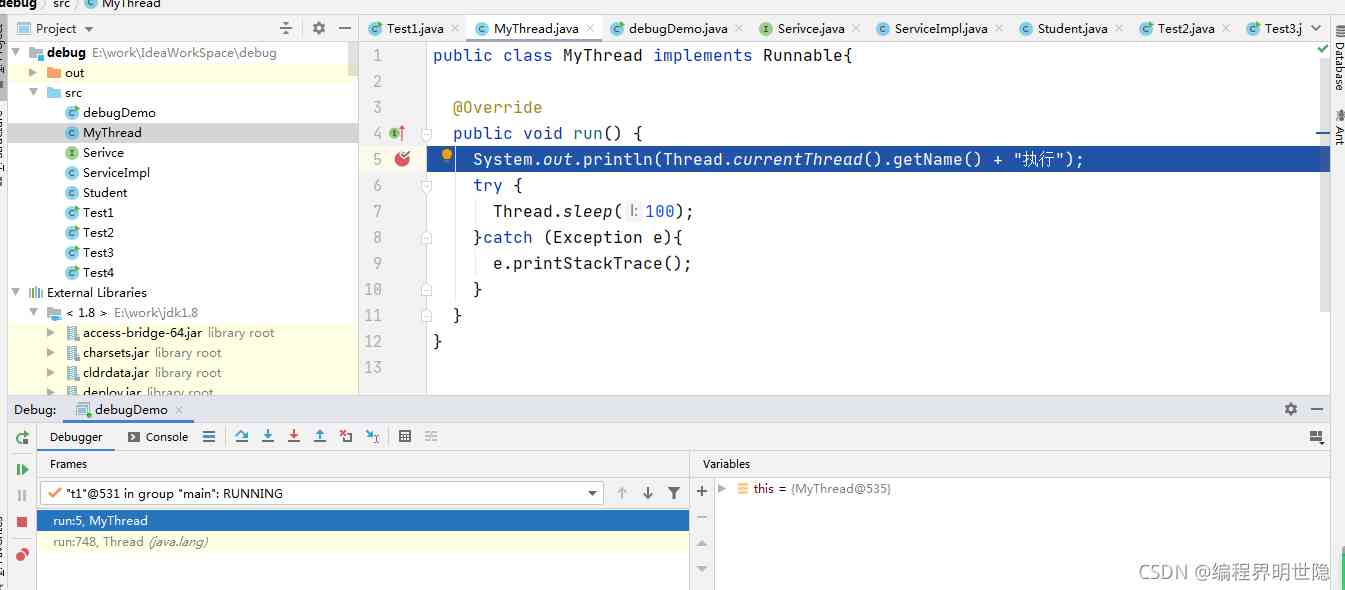 debug › src › MyThread
Project
Test1.java MyThread.java debugDemo.java Serivce.java ServiceImpl.java Student.java Test2.java Test3.j
debug E:\work\IdeaWorkSpace\debug
out
src
debugDemo
MyThread
Serivce
ServiceImpl
Student
Test1
Test2
Test3
Test4
External Libraries
< 1.8 > E:\work\jdk1.8
access-bridge-64.jar library root
charsets.jar library root
cldrdata.jar library root
deploy.jar library root
1 public class MyThread implements Runnable{
2
3 @Override
4 public void run() {
5 System.out.println(Thread.currentThread().getName() + "执行");
6 try {
7 Thread.sleep( l: 100);
8 }catch (Exception e){
9 e.printStackTrace();
10 }
11 }
12 }
13
Database
Ant
Debug: debugDemo
Debugger Console
Frames
"t1"@531 in group "main": RUNNING
run:5, MyThread
run:748, Thread (java.lang)
Variables
this = {MyThread@535}
CSDN @编程界明世隐